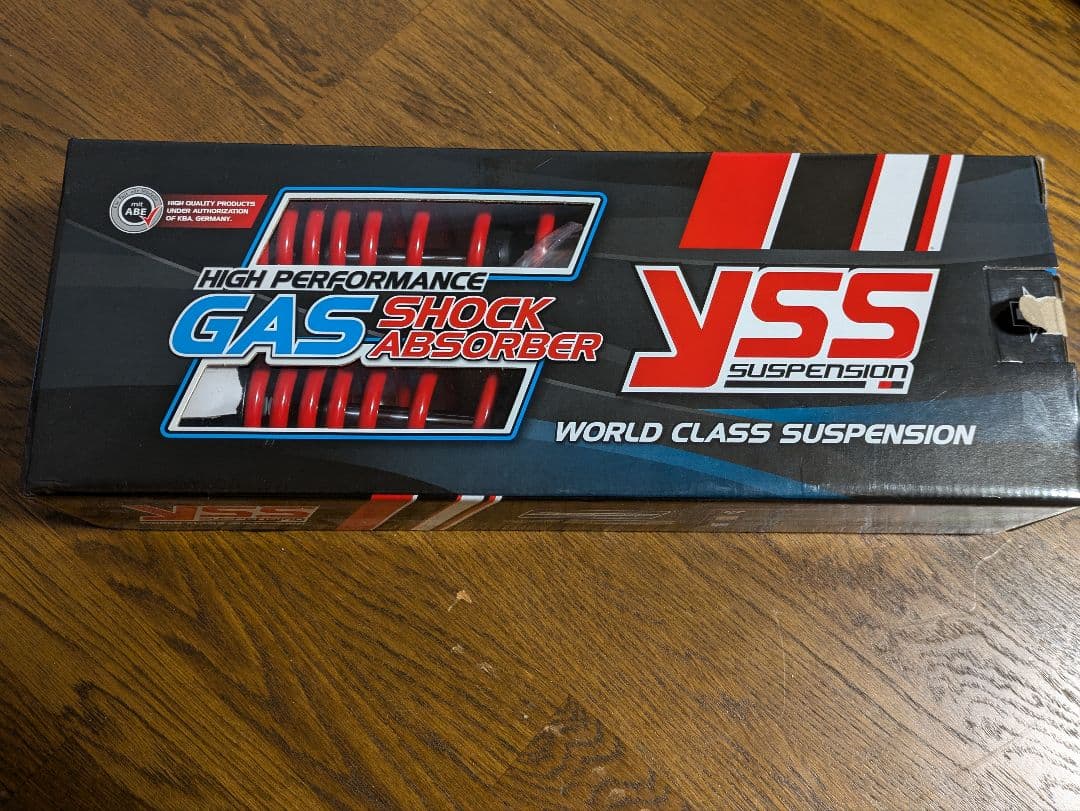 mit
ABE
HIGH QUALITY PRODUCTS
UNDER AUTHORIZATION
OF KBA. GERMANY.
HIGH PERFORMANCE
GAS SHOCK
ABSORBER
YSS
SUSPENSION
WORLD CLASS SUSPENSION
YSS